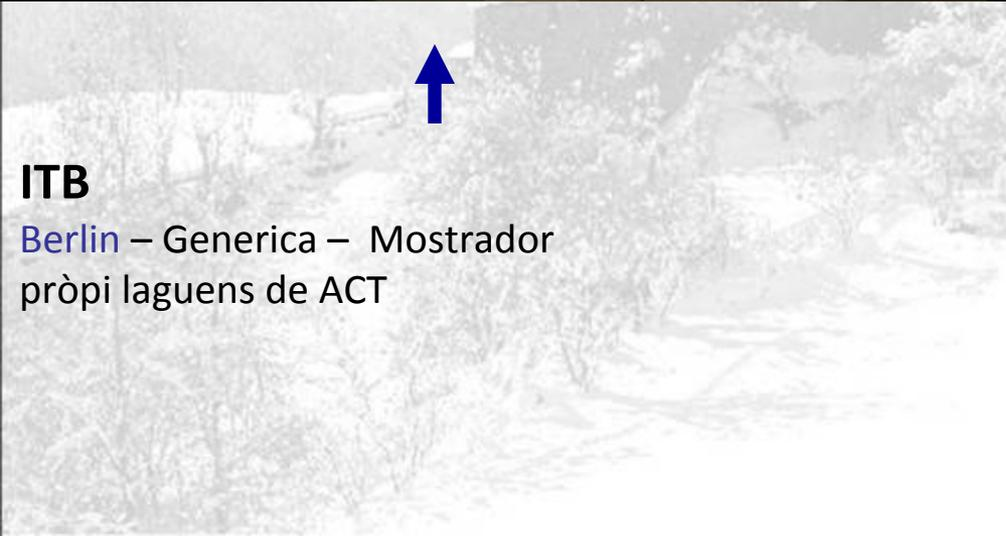 ITB
Berlin – Generica – Mostrador
pròpi laguens de ACT